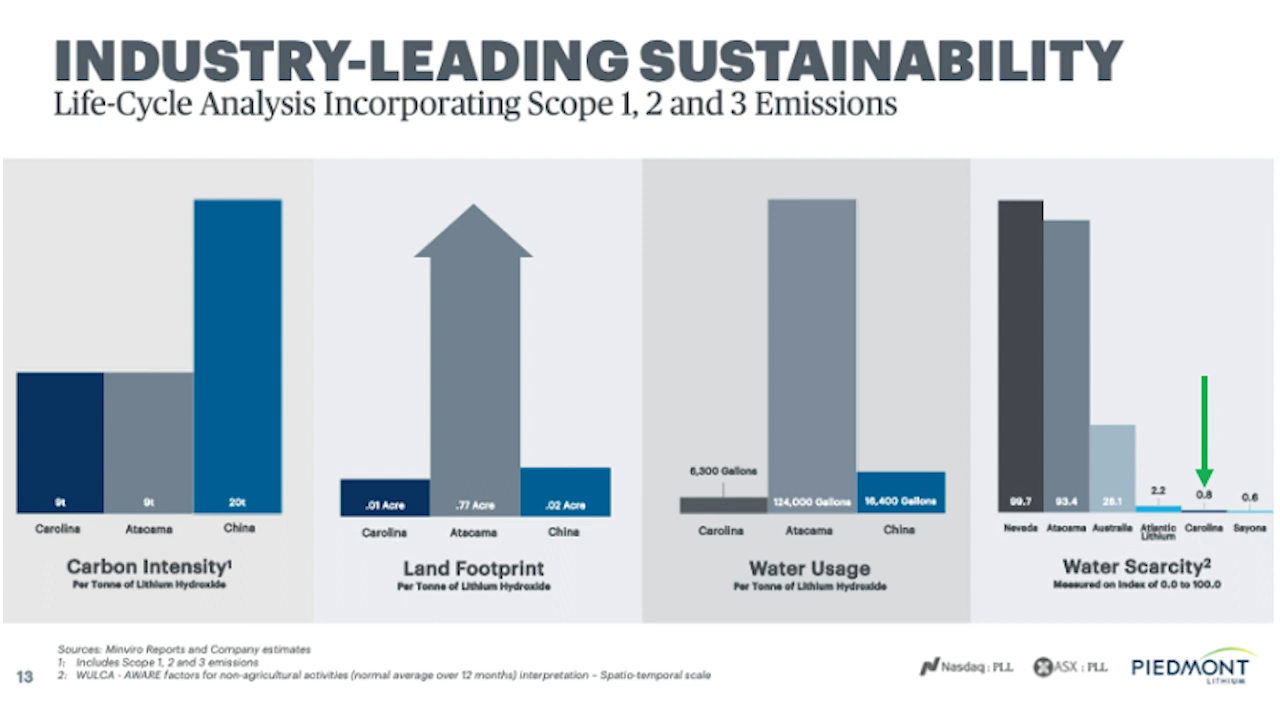 INDUSTRY-LEADING SUSTAINABILITY
Life-Cycle Analysis Incorporating Scope 1, 2 and 3 Emissions
9t 9t 20t
Carolina Atacama China
Carbon Intensity¹
Per Tonne of Lithium Hydroxide
.01 Acre .77 Acre .02 Acre
Carolina Atacama China
Land Footprint
Per Tonne of Lithium Hydroxide
6,300 Gallons
124,000 Gallons 16,400 Gallons
Carolina Atacama China
Water Usage
Per Tonne of Lithium Hydroxide
99.7 93.4 28.1 2.2 0.8 0.6
Nevada Atacama Australia Atlantic Lithium Carolina Sayona
Water Scarcity²
Measured on Index of 0.0 to 100.0
Sources: Minviro Reports and Company estimates
1: Includes Scope 1, 2 and 3 emissions
2: WULCA - AWARE factors for non-agricultural activities (normal average over 12 months) interpretation – Spatio-temporal scale
13
Nasdaq : PLL
ASX : PLL
PIEDMONT
LITHIUM